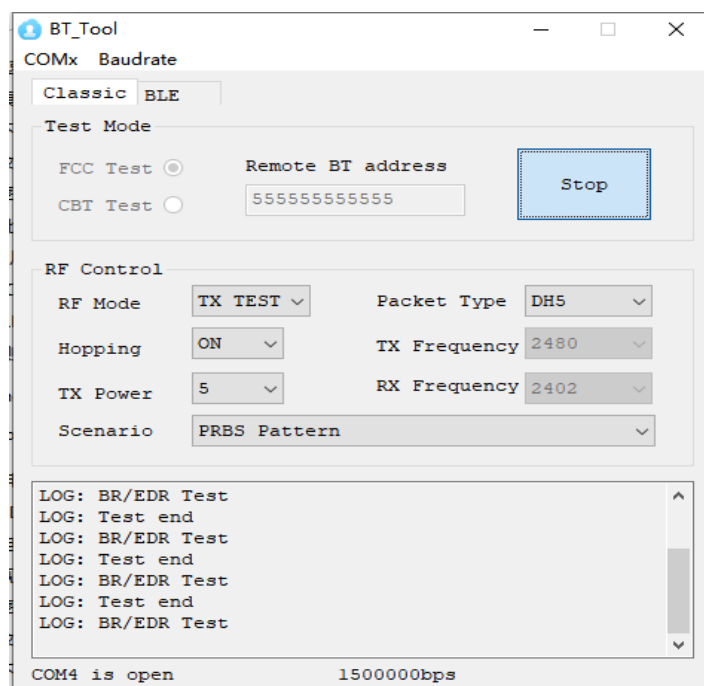 BT_Tool
COMx Baudrate
Classic BLE
Test Mode
FCC Test Remote BT address
CBT Test 555555555555 Stop
RF Control
RF Mode TX TEST Packet Type DH5
Hopping ON TX Frequency 2480
TX Power 5 RX Frequency 2402
Scenario PRBS Pattern
LOG: BR/EDR Test
LOG: Test end
LOG: BR/EDR Test
LOG: Test end
LOG: BR/EDR Test
LOG: Test end
LOG: BR/EDR Test
COM4 is open 1500000bps